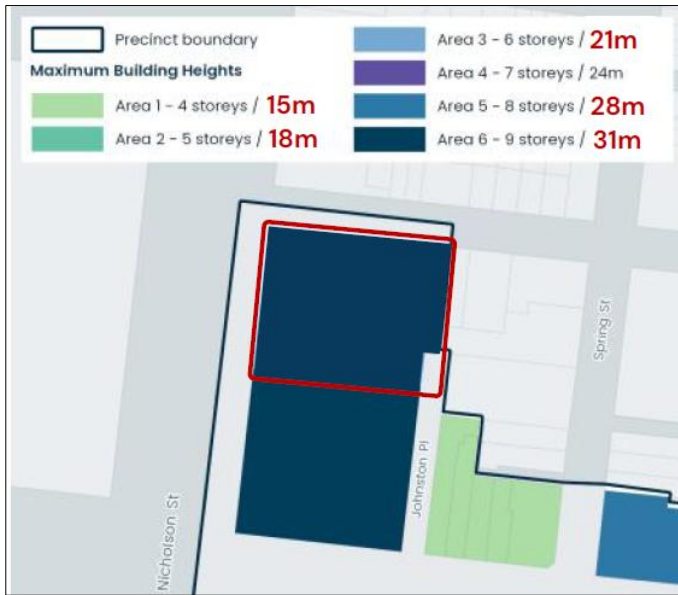 Precinct boundary
Maximum Building Heights
Area 1 - 4 storeys / 15m
Area 2 - 5 storeys / 18m
Area 3 - 6 storeys / 21m
Area 4 - 7 storeys / 24m
Area 5 - 8 storeys / 28m
Area 6 - 9 storeys / 31m
Spring St
Johnston Pl
Nicholson St